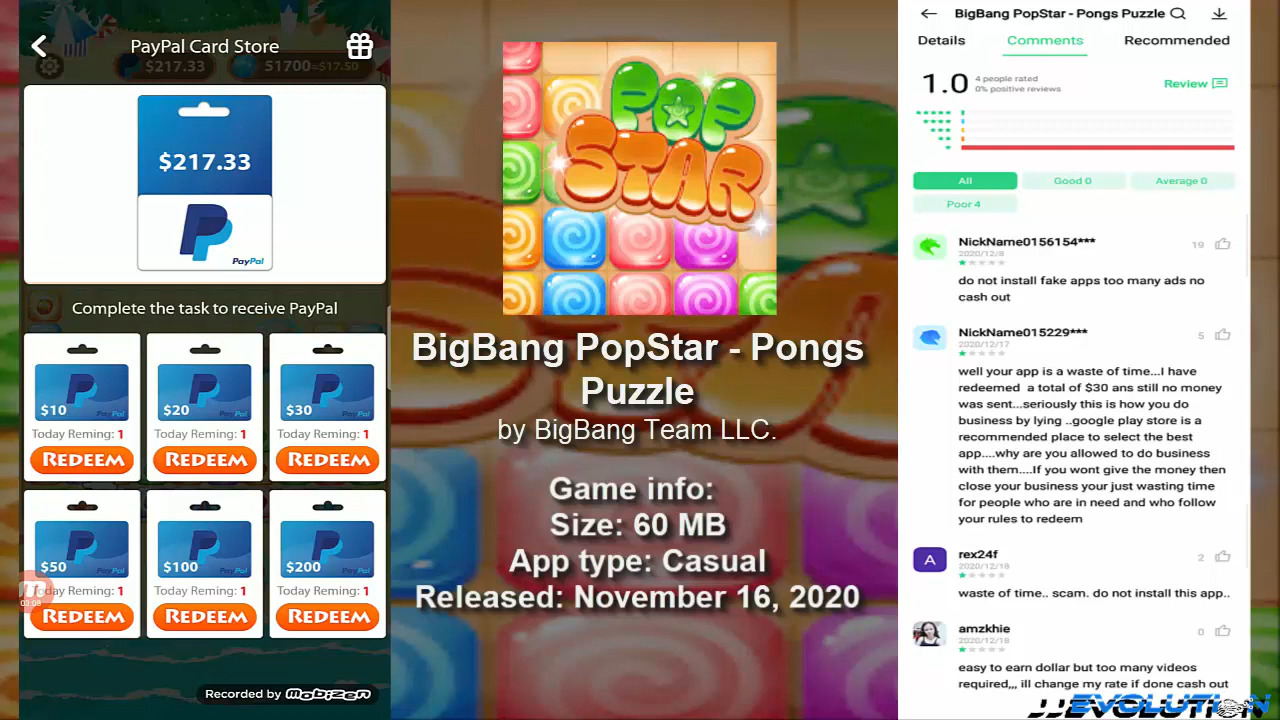 PayPal Card Store
$217.33
51700≈$17.50
$217.33
PayPal
Complete the task to receive PayPal
$10
PayPal
$20
PayPal
$30
PayPal
Today Reming: 1
Today Reming: 1
Today Reming: 1
REDEEM
REDEEM
REDEEM
$50
PayPal
$100
PayPal
$200
PayPal
02:08
Today Reming: 1
Today Reming: 1
Today Reming: 1
REDEEM
REDEEM
REDEEM
Recorded by mobizen
POP
STAR
BigBang PopStar - Pongs
Puzzle
by BigBang Team LLC.
Game info:
Size: 60 MB
App type: Casual
Released: November 16, 2020
BigBang PopStar - Pongs Puzzle
Details
Comments
Recommended
1.0
4 people rated
0% positive reviews
Review
All
Good 0
Average 0
Poor 4
NickName0156154***
19
2020/12/8
do not install fake apps too many ads no
cash out
NickName015229***
5
2020/12/17
well your app is a waste of time...I have
redeemed a total of $30 ans still no money
was sent...seriously this is how you do
business by lying ..google play store is a
recommended place to select the best
app....why are you allowed to do business
with them....If you wont give the money then
close your business your just wasting time
for people who are in need and who follow
your rules to redeem
A
rex24f
2
2020/12/18
waste of time.. scam. do not install this app..
amzkhie
0
2020/12/18
easy to earn dollar but too many videos
required,,, ill change my rate if done cash out
JJEVOLUTION